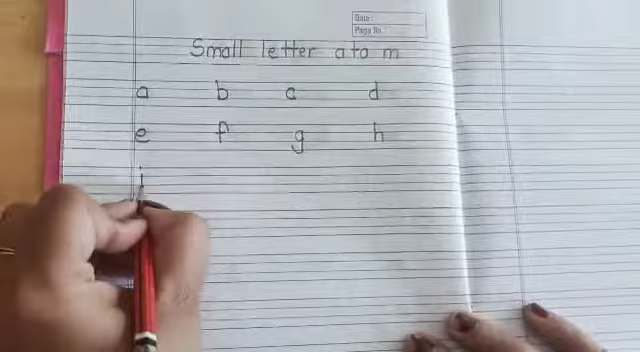 Date:
Page No.
Small letter a to m
a b c d
e f g h
i